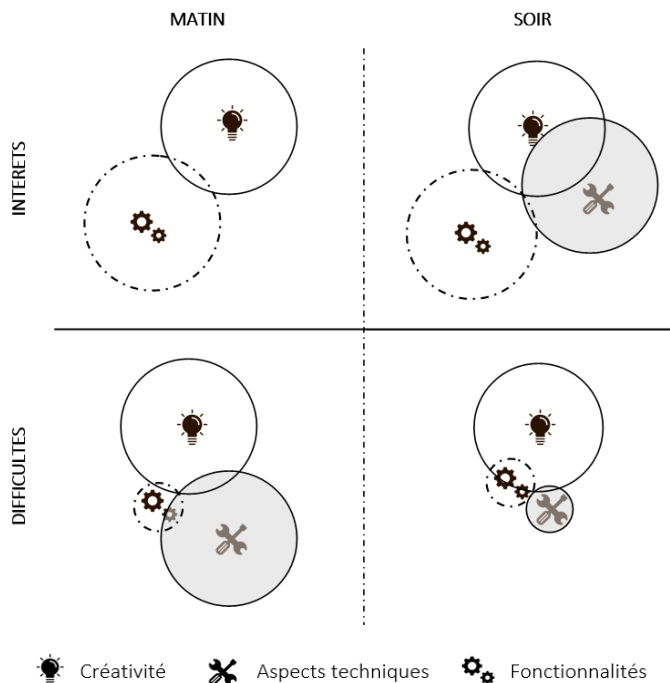 MATIN
SOIR
INTERETS
DIFFICULTES
Créativité
Aspects techniques
Fonctionnalités